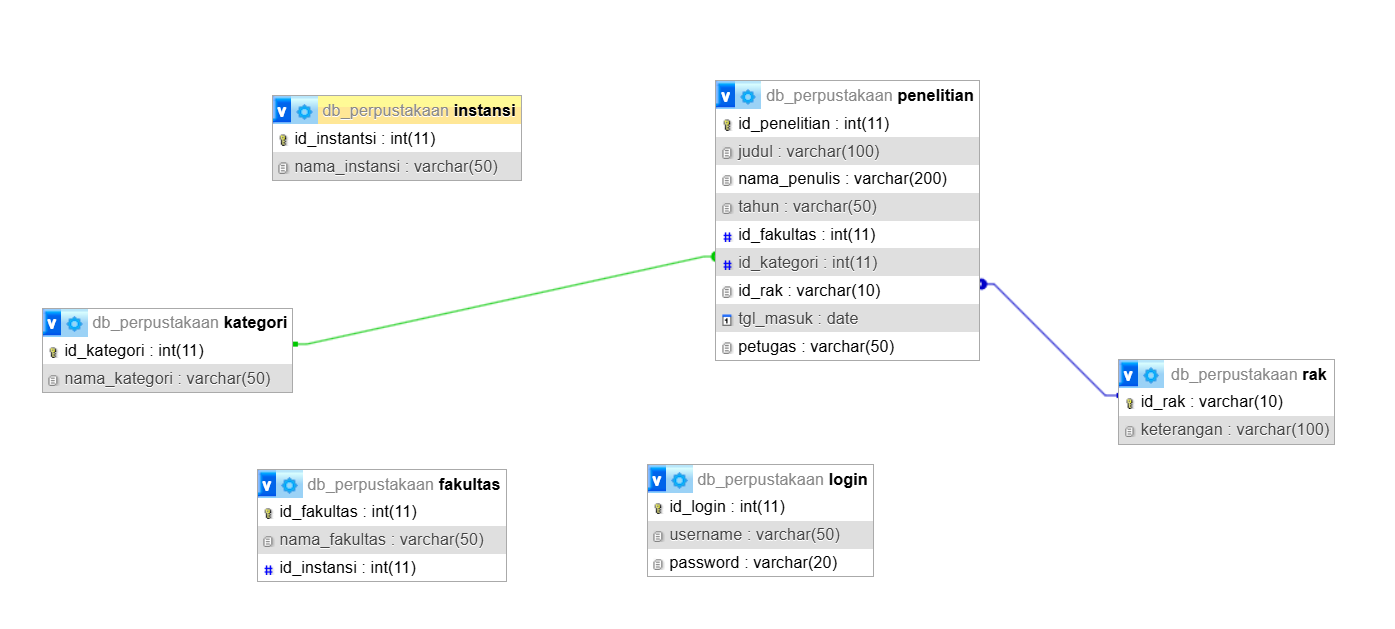 db_perpustakaan instansi
id_instantsi : int(11)
nama_instansi : varchar(50)
db_perpustakaan penelitian
id_penelitian : int(11)
judul : varchar(100)
nama_penulis : varchar(200)
tahun : varchar(50)
id_fakultas : int(11)
id_kategori : int(11)
id_rak : varchar(10)
tgl_masuk : date
petugas : varchar(50)
db_perpustakaan kategori
id_kategori : int(11)
nama_kategori : varchar(50)
db_perpustakaan rak
id_rak : varchar(10)
keterangan : varchar(100)
db_perpustakaan fakultas
id_fakultas : int(11)
nama_fakultas : varchar(50)
id_instansi : int(11)
db_perpustakaan login
id_login : int(11)
username : varchar(50)
password : varchar(20)